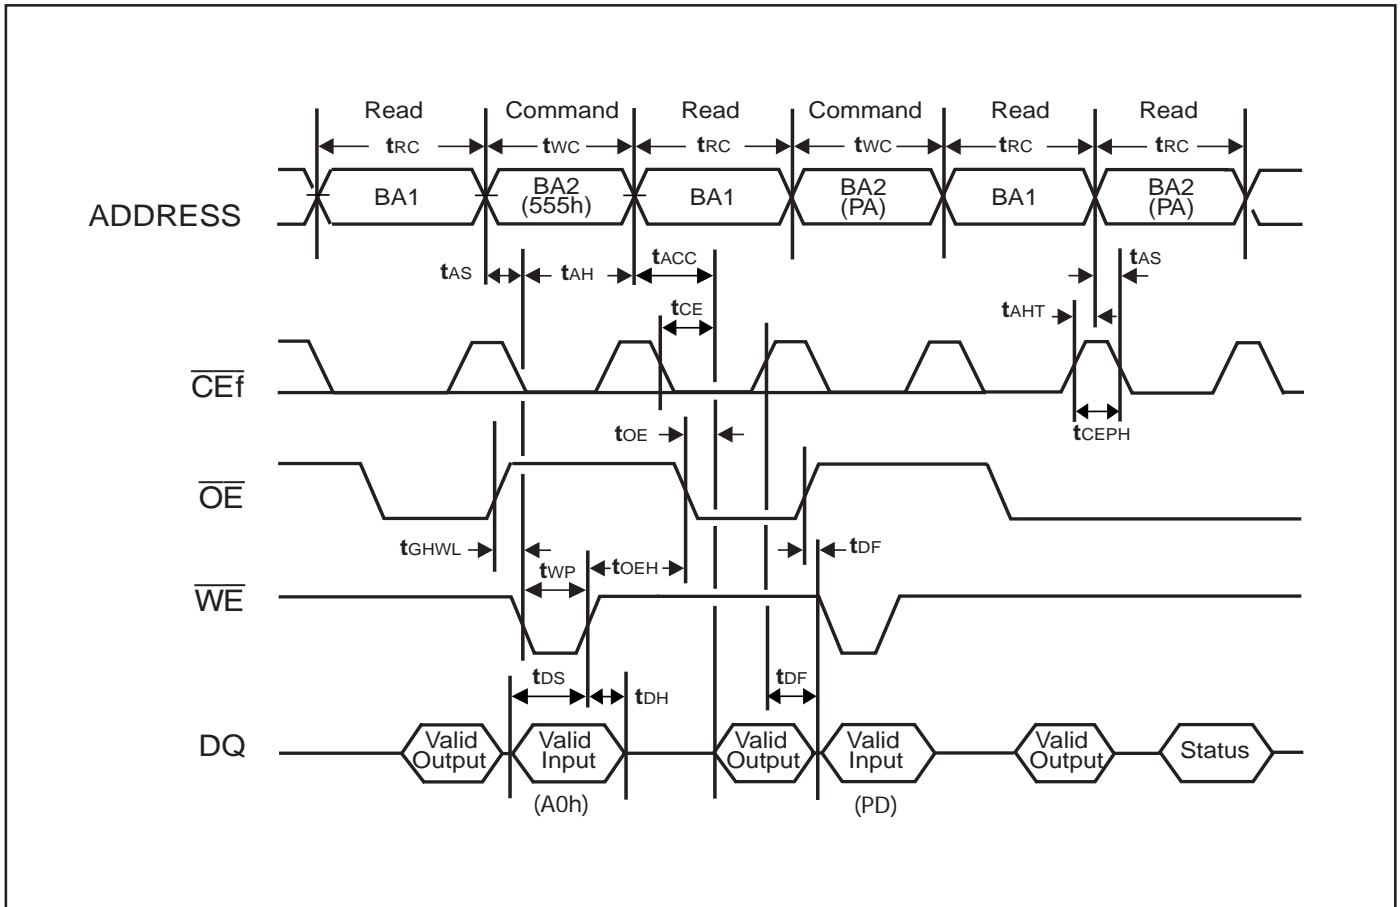 Read Command Read Command Read Read
tRC tWC tRC tWC tRC tRC
ADDRESS
BA1
BA2
(555h)
BA1
BA2
(PA)
BA1
BA2
(PA)
tAS tAH tACC tAS
tCE tAHT
CEf
tCEPH
tOE
OE
tGHWL tWP tOEH tDF
WE
tDS tDH tDF
DQ
Valid
Output
Valid
Input
(A0h)
Valid
Output
Valid
Input
(PD)
Valid
Output
Status